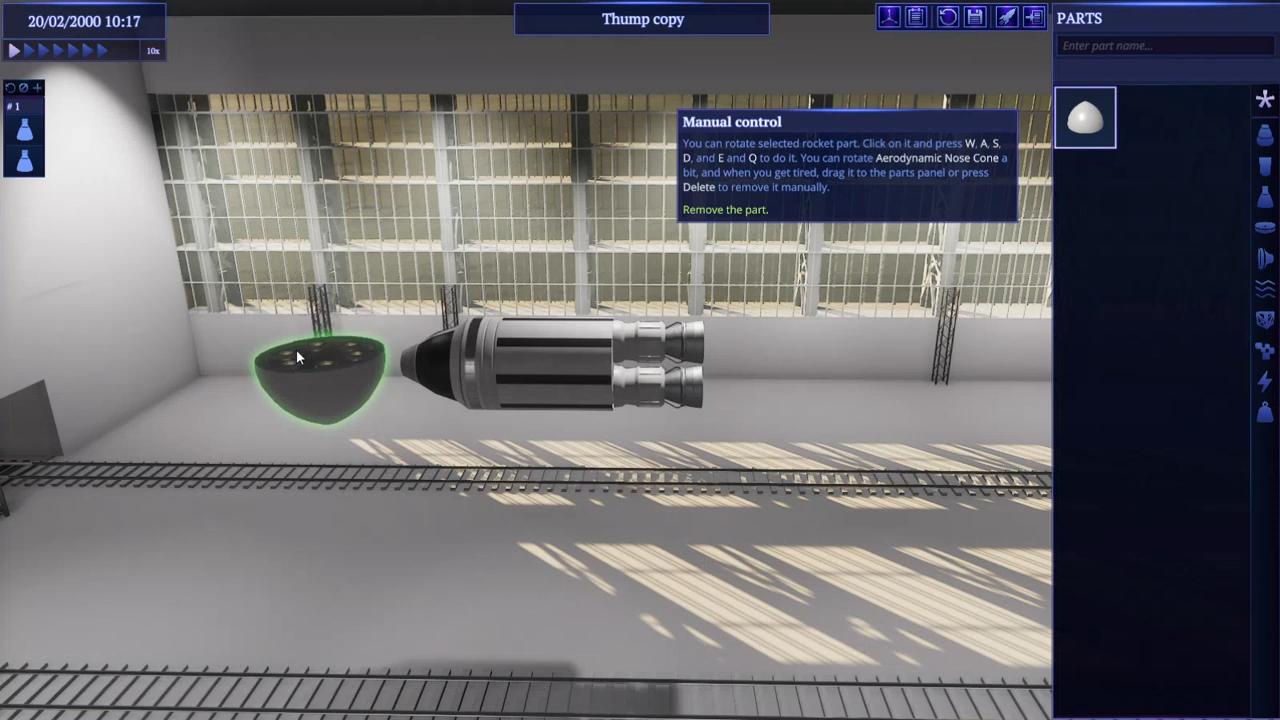 20/02/2000 10:17
Thump copy
PARTS
10x
Enter part name...
# 1
Manual control
You can rotate selected rocket part. Click on it and press W, A, S,
D, and E and Q to do it. You can rotate Aerodynamic Nose Cone a
bit, and when you get tired, drag it to the parts panel or press
Delete to remove it manually.
Remove the part.